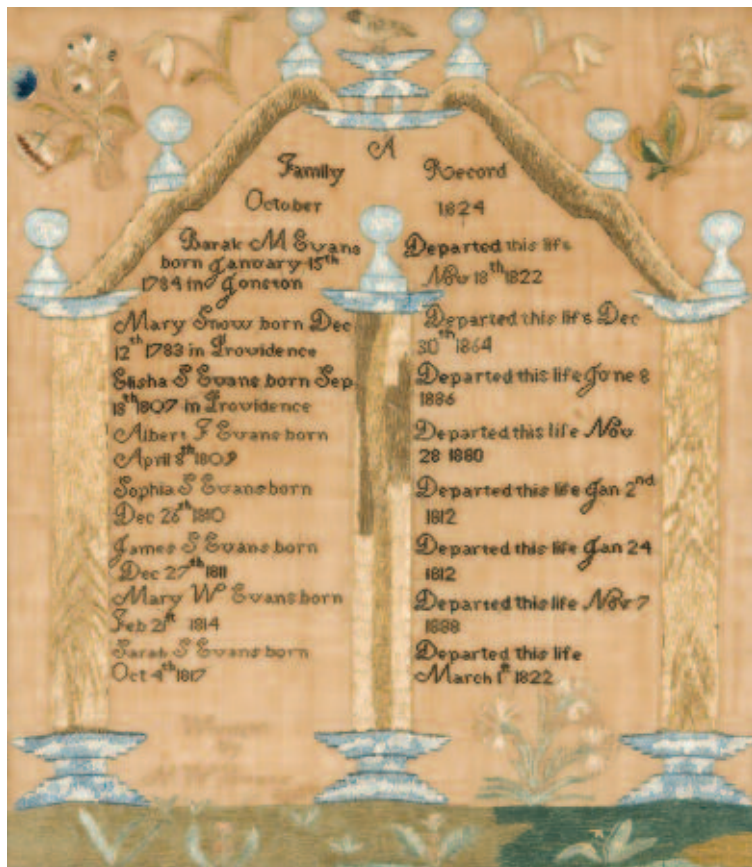 A
Family Record
October 1824
Barak M Evans
born January 15th
1784 in Jonston
Departed this life
Nov 18th 1822
Mary Snow born Dec
12th 1783 in Providence
Departed this life Dec
30th 1864
Elisha S Evans born Sep
18th 1807 in Providence
Departed this life June 8
1886
Albert F Evans born
April 8th 1809
Departed this life Nov
28 1880
Sophia S Evans born
Dec 26th 1810
Departed this life Jan 2nd
1812
James S Evans born
Dec 27th 1811
Departed this life Jan 24
1812
Mary W Evans born
Feb 21st 1814
Departed this life Nov 7
1888
Sarah S Evans born
Oct 4th 1817
Departed this life
March 1st 1822